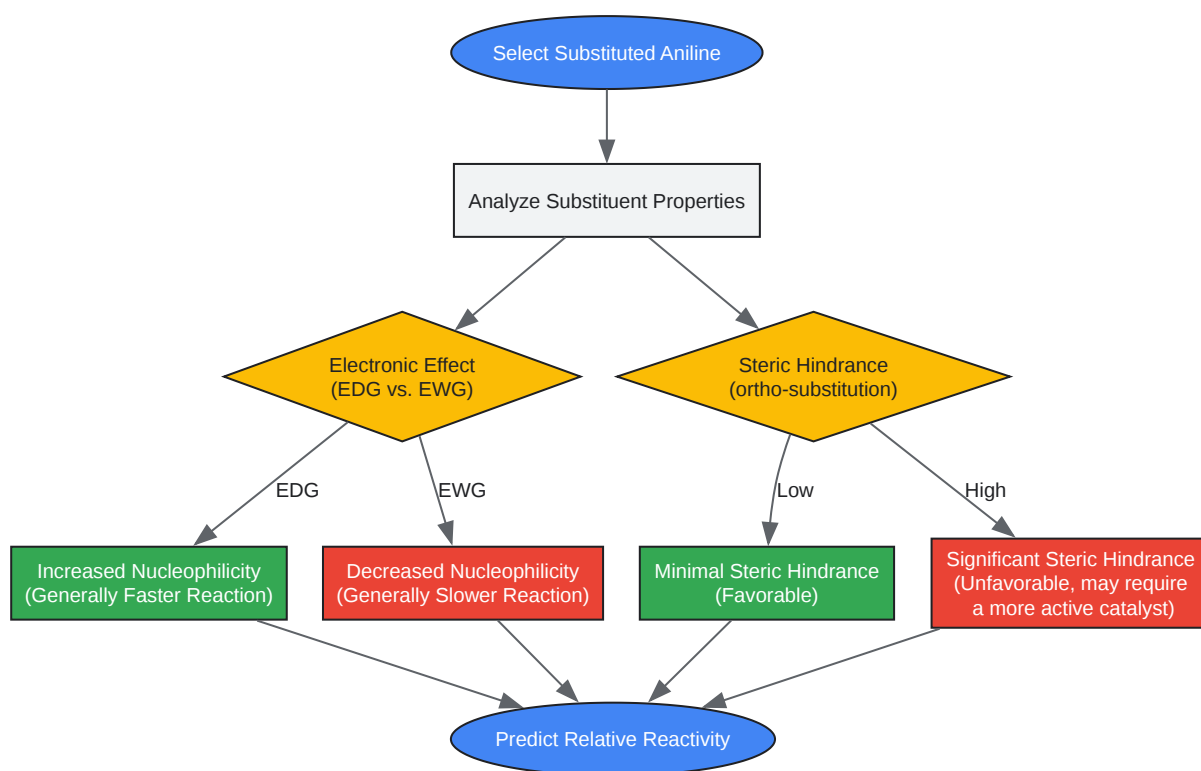 Select Substituted Aniline
Analyze Substituent Properties
Electronic Effect
(EDG vs. EWG)
Steric Hindrance
(ortho-substitution)
EDG
EWG
Low
High
Increased Nucleophilicity
(Generally Faster Reaction)
Decreased Nucleophilicity
(Generally Slower Reaction)
Minimal Steric Hindrance
(Favorable)
Significant Steric Hindrance
(Unfavorable, may require
a more active catalyst)
Predict Relative Reactivity